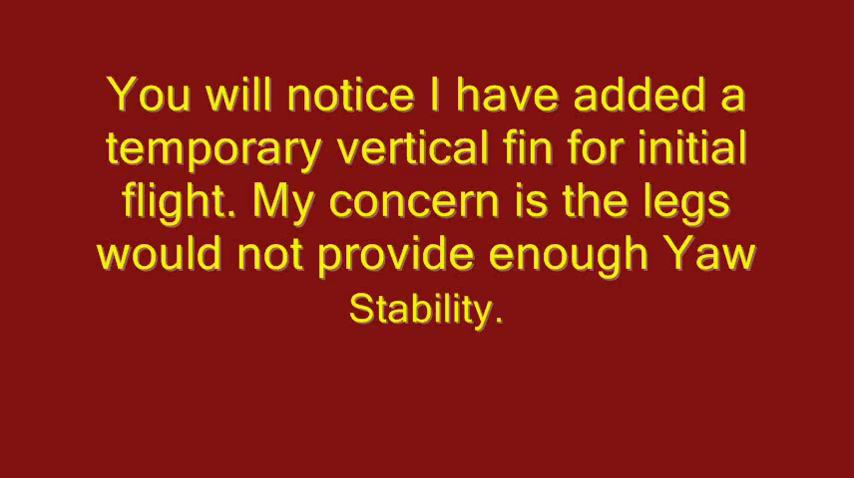 You will notice I have added a
temporary vertical fin for initial
flight. My concern is the legs
would not provide enough Yaw
Stability.